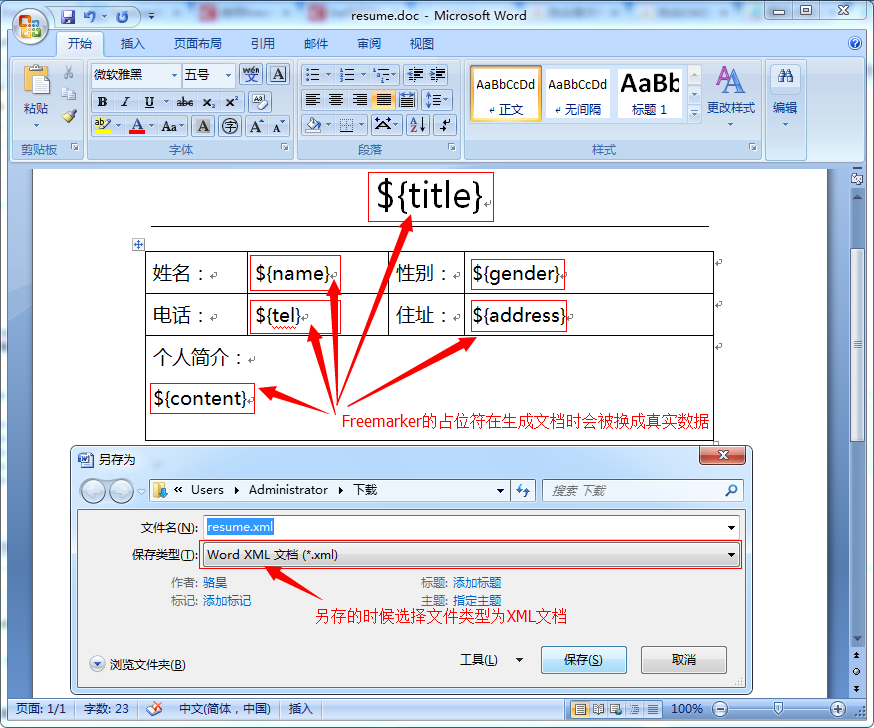 resume.doc - Microsoft Word
开始 插入 页面布局 引用 邮件 审阅 视图
微软雅黑 五号 wén 文 A
粘贴
B I U abc X₂ X² Aa A 字 A A
AaBbCcDd AaBbCcDd AaBb
正文 无间隔 标题 1
更改样式 编辑
剪贴板 字体 段落 样式
${title}
姓名： ${name} 性别： ${gender}
电话： ${tel} 住址： ${address}
个人简介：
${content}
Freemarker的占位符在生成文档时会被换成真实数据
另存为
« Users Administrator 下载 搜索 下载
文件名(N): resume.xml
保存类型(T): Word XML 文档 (*.xml)
作者: 骆昊 标题: 添加标题
标记: 添加标记 主题: 指定主题
另存的时候选择文件类型为XML文档
浏览文件夹(B) 工具(L) 保存(S) 取消
页面: 1/1 字数: 23 中文(简体，中国) 插入 100%